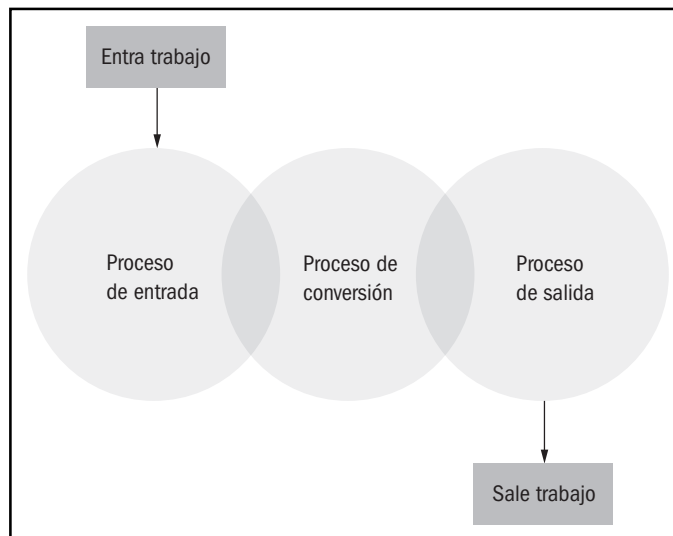 Entra trabajo
Proceso
de entrada
Proceso de
conversión
Proceso
de salida
Sale trabajo